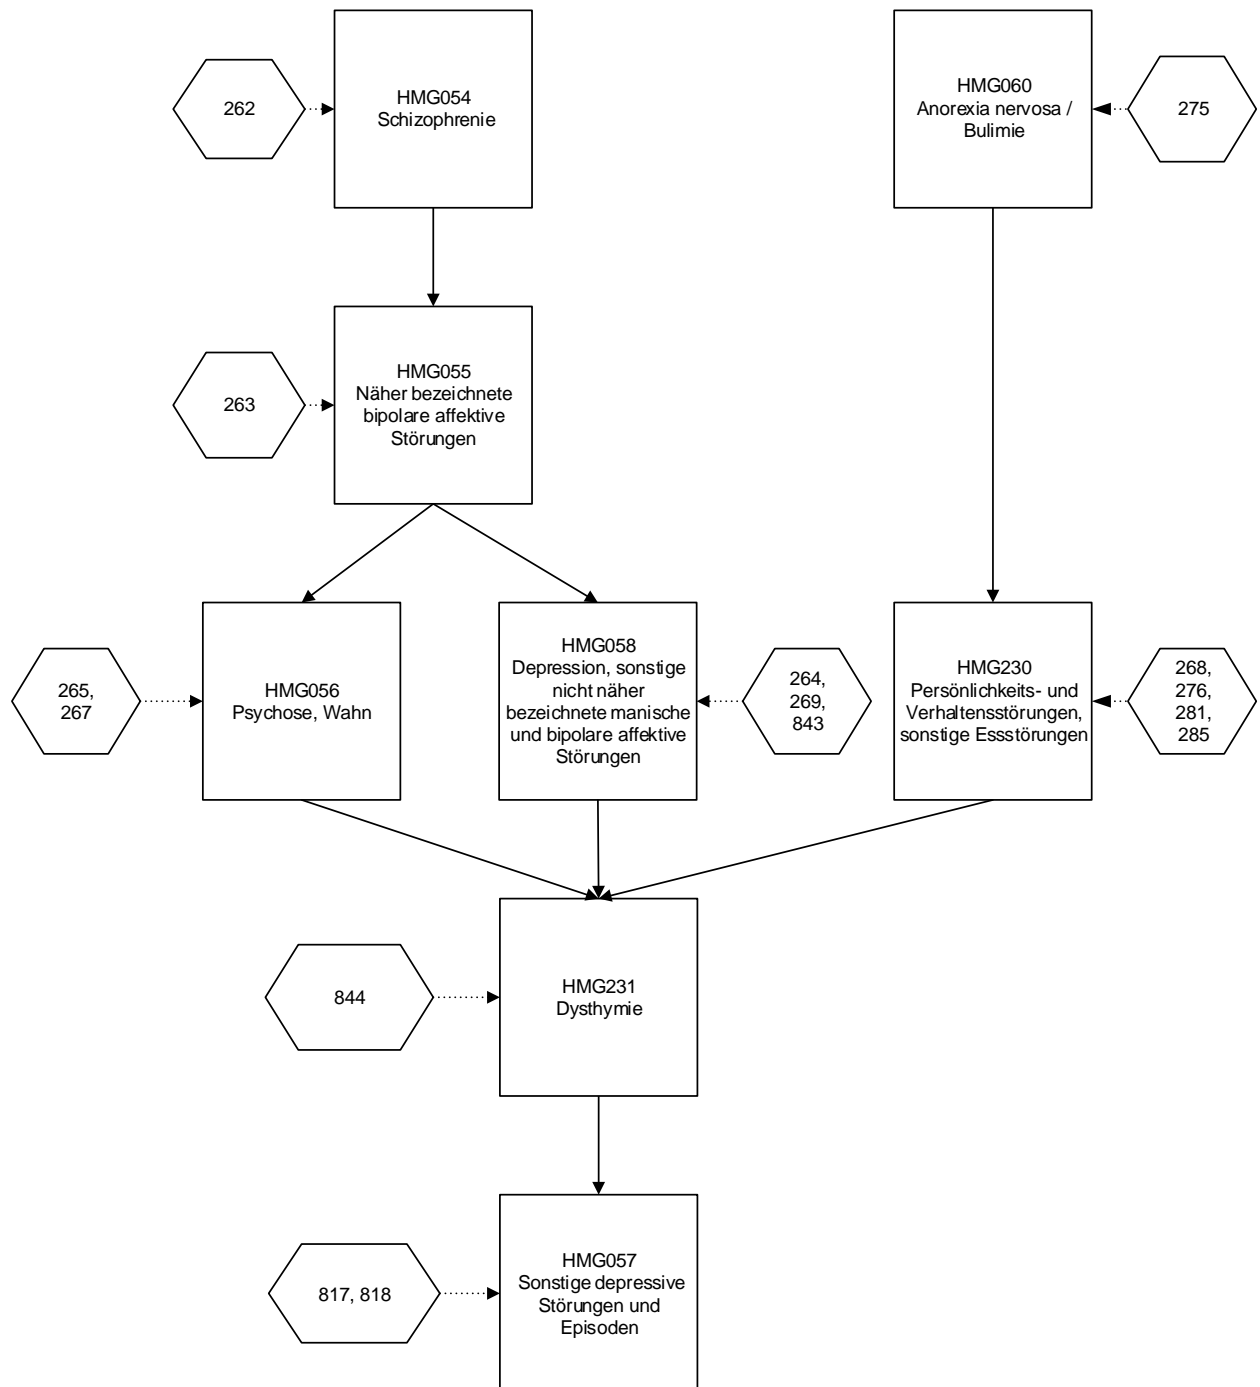 262
HMG054
Schizophrenie
HMG060
Anorexia nervosa /
Bulimie
275
263
HMG055
Näher bezeichnete
bipolare affektive
Störungen
265,
267
HMG056
Psychose, Wahn
HMG058
Depression, sonstige
nicht näher
bezeichnete manische
und bipolare affektive
Störungen
264,
269,
843
HMG230
Persönlichkeits- und
Verhaltensstörungen,
sonstige Essstörungen
268,
276,
281,
285
844
HMG231
Dysthymie
817, 818
HMG057
Sonstige depressive
Störungen und
Episoden